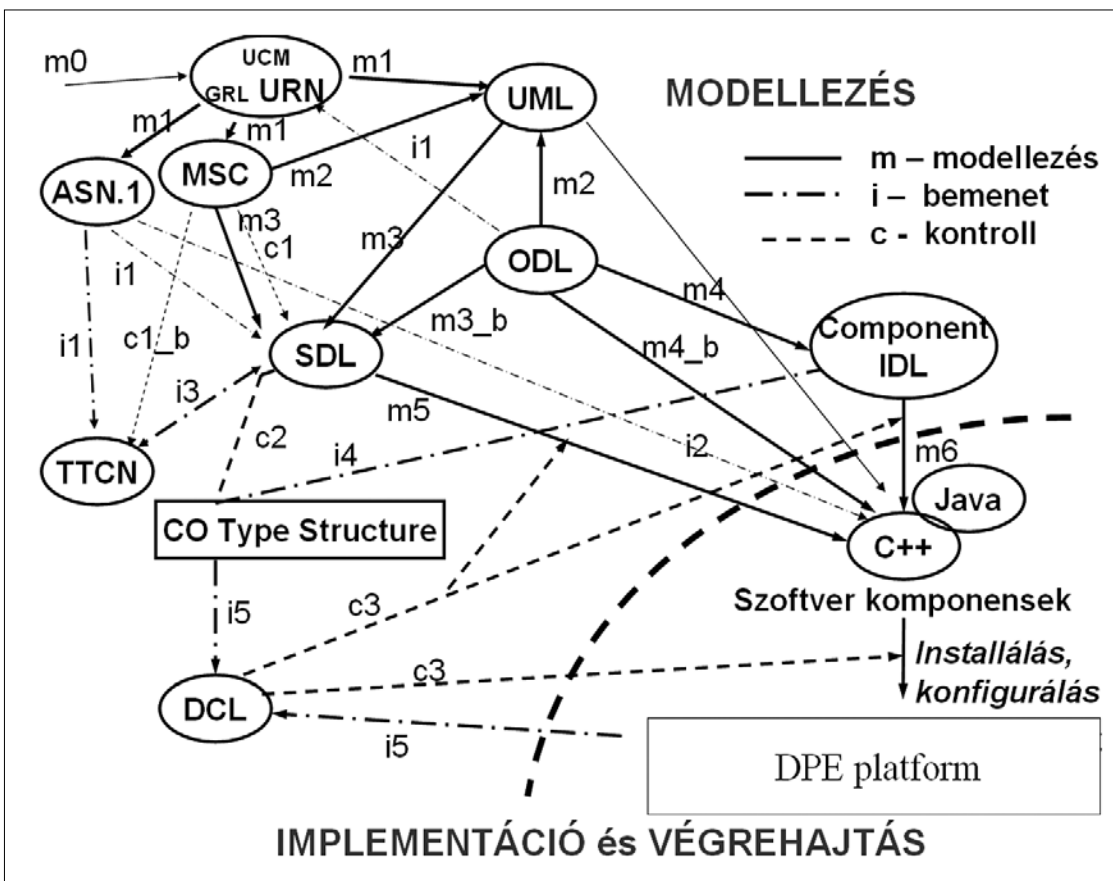 m0
UCM
GRL URN
m1
UML
MODELLEZÉS
m1
m1
ASN.1
MSC
m2
i1
m2
m – modellezés
i – bemenet
c - kontroll
m3
c1
m3
ODL
i1
m4
i1
c1_b
SDL
m3_b
m4_b
Component
IDL
i3
m5
c2
i4
i2
m6
TTCN
Java
CO Type Structure
C++
Szoftver komponensek
i5
c3
Installálás,
konfigurálás
c3
DCL
i5
DPE platform
IMPLEMENTÁCIÓ és VÉGREHAJTÁS